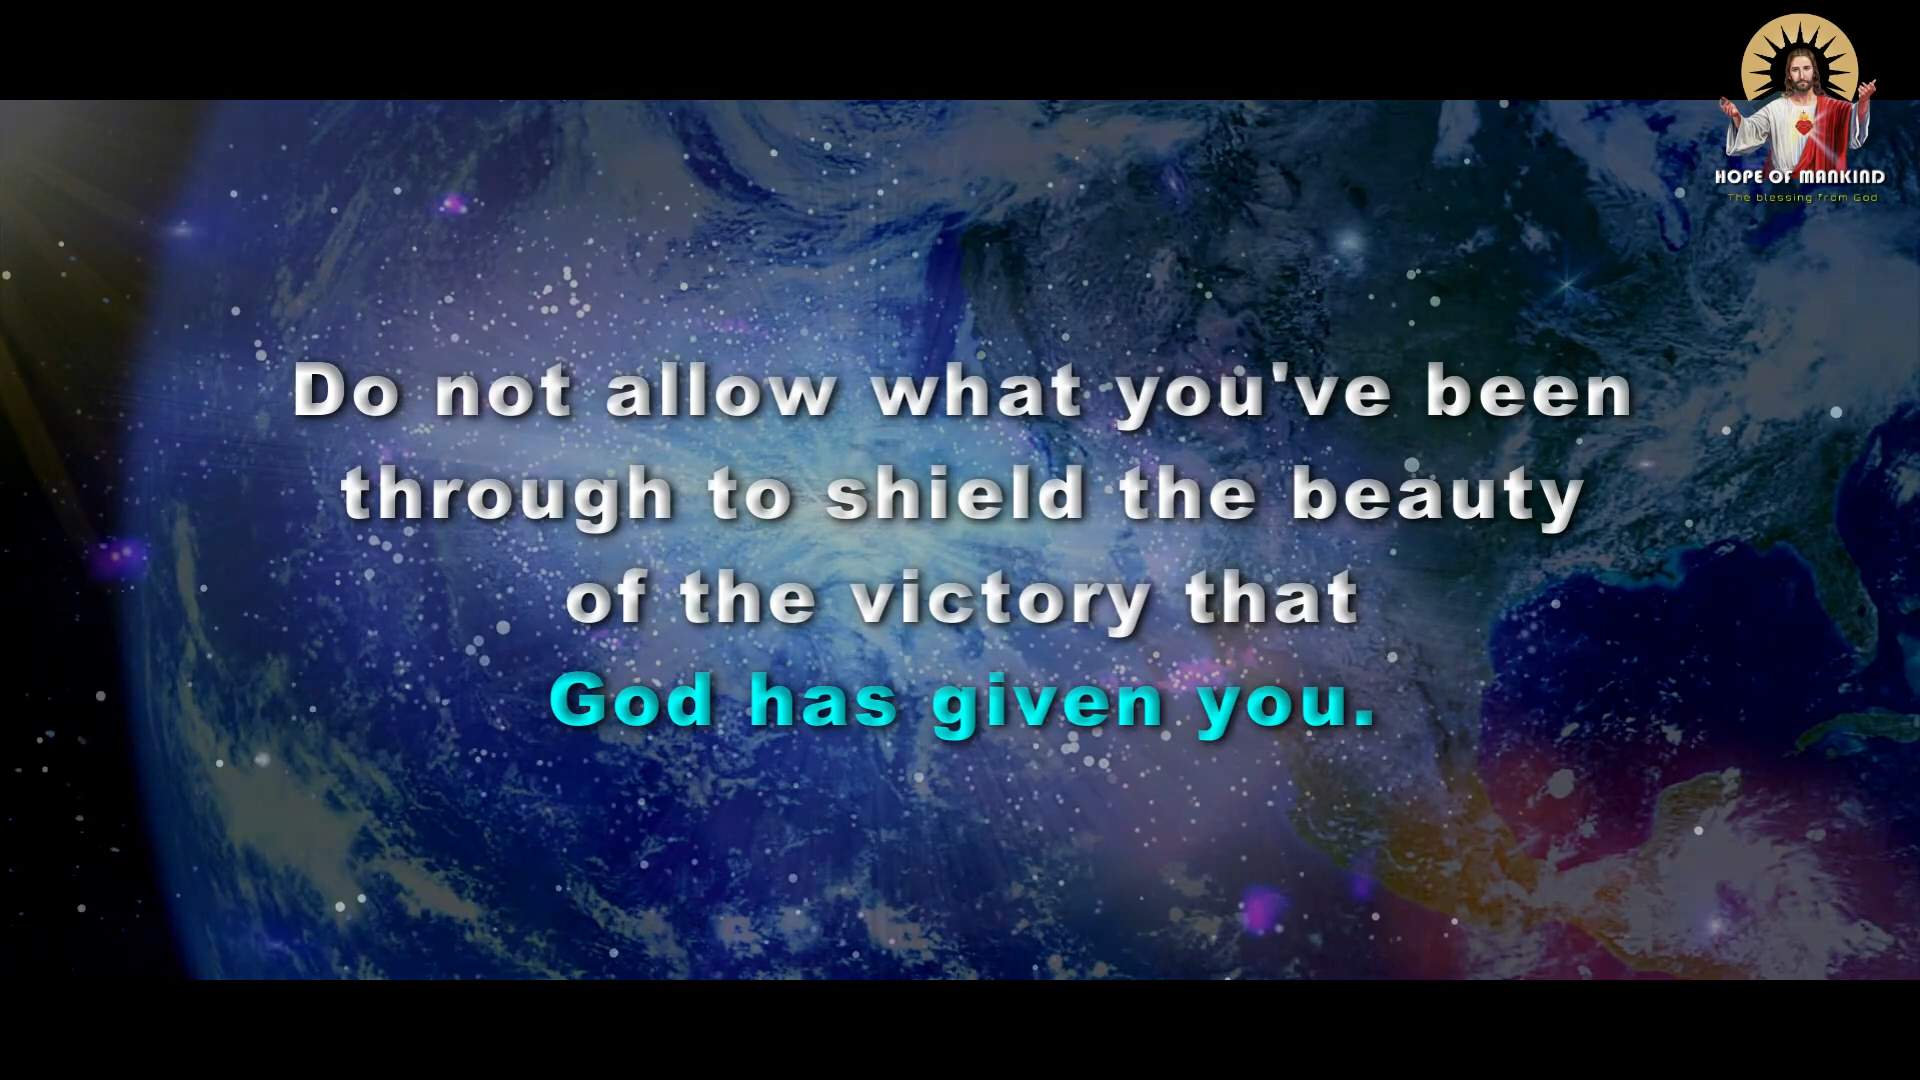 HOPE OF MANKIND
The blessing from God
Do not allow what you've been
through to shield the beauty
of the victory that
God has given you.